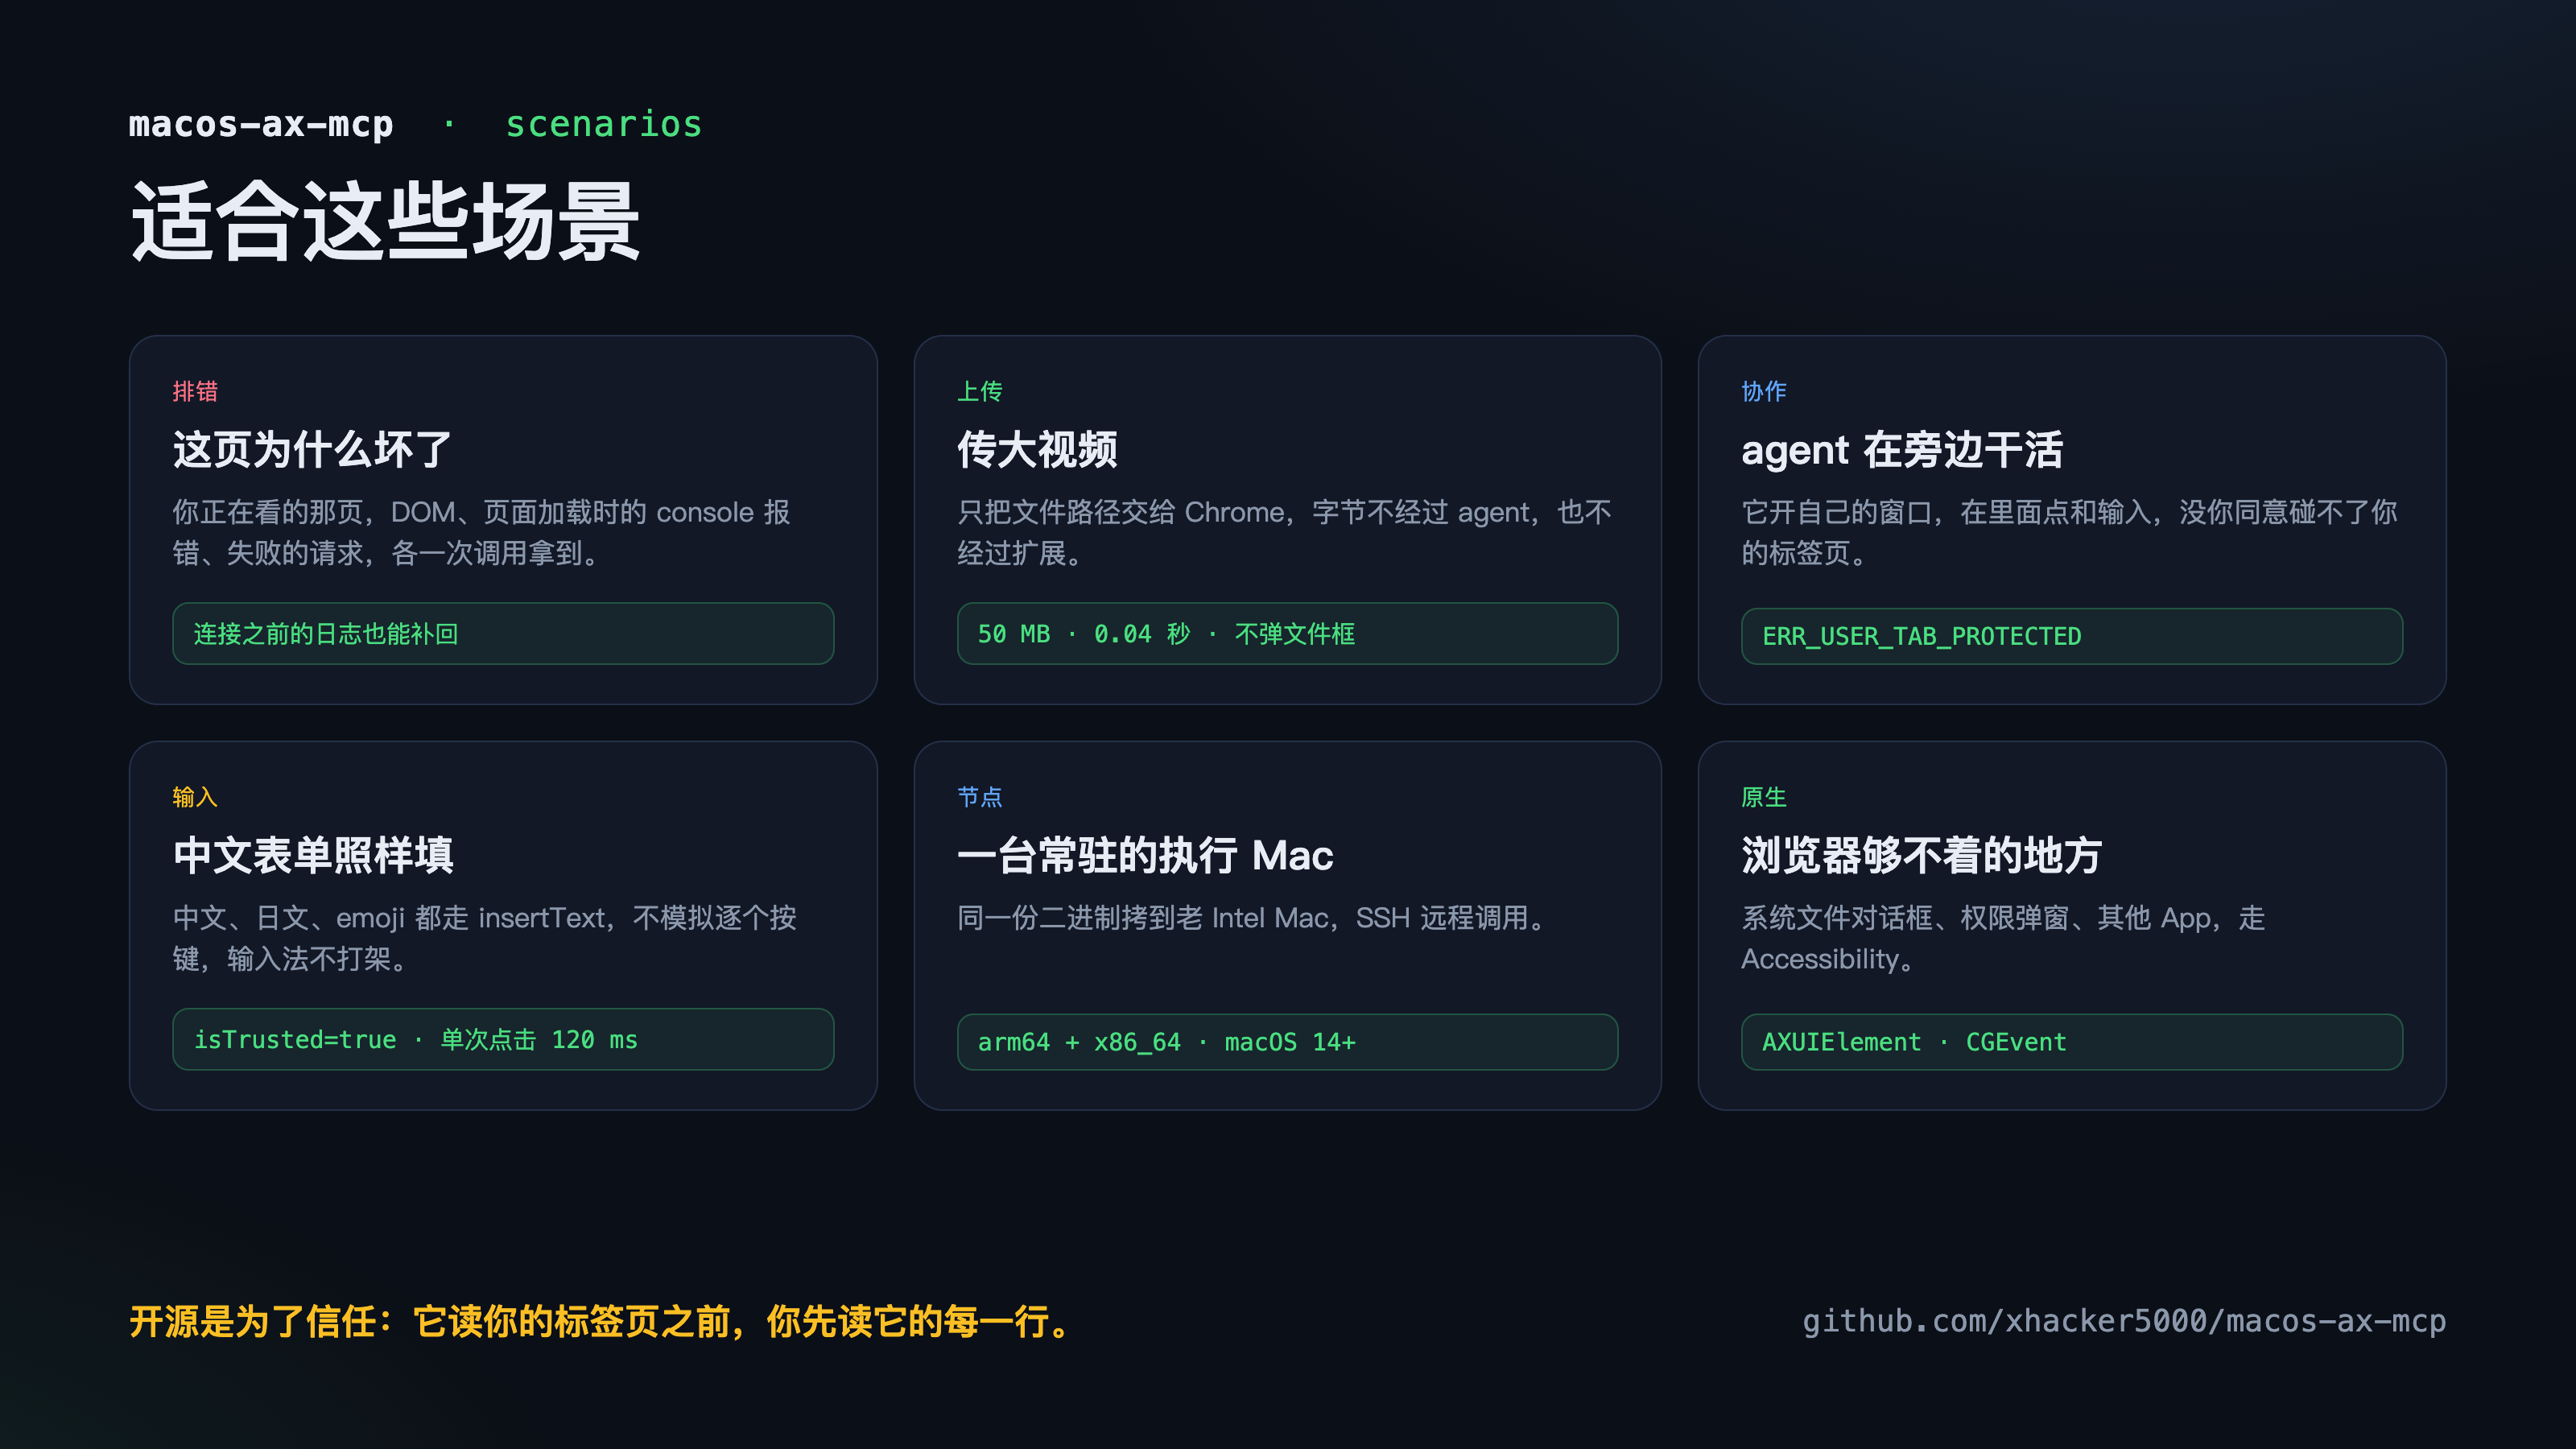 macos-ax-mcp · scenarios
适合这些场景
排错
这页为什么坏了
你正在看的那页，DOM、页面加载时的 console 报
错、失败的请求，各一次调用拿到。
连接之前的日志也能补回
上传
传大视频
只把文件路径交给 Chrome，字节不经过 agent，也不
经过扩展。
50 MB · 0.04 秒 · 不弹文件框
协作
agent 在旁边干活
它开自己的窗口，在里面点和输入，没你同意碰不了你
的标签页。
ERR_USER_TAB_PROTECTED
输入
中文表单照样填
中文、日文、emoji 都走 insertText，不模拟逐个按
键，输入法不打架。
isTrusted=true · 单次点击 120 ms
节点
一台常驻的执行 Mac
同一份二进制拷到老 Intel Mac，SSH 远程调用。
arm64 + x86_64 · macOS 14+
原生
浏览器够不着的地方
系统文件对话框、权限弹窗、其他 App，走
Accessibility。
AXUIElement · CGEvent
开源是为了信任：它读你的标签页之前，你先读它的每一行。
github.com/xhacker5000/macos-ax-mcp